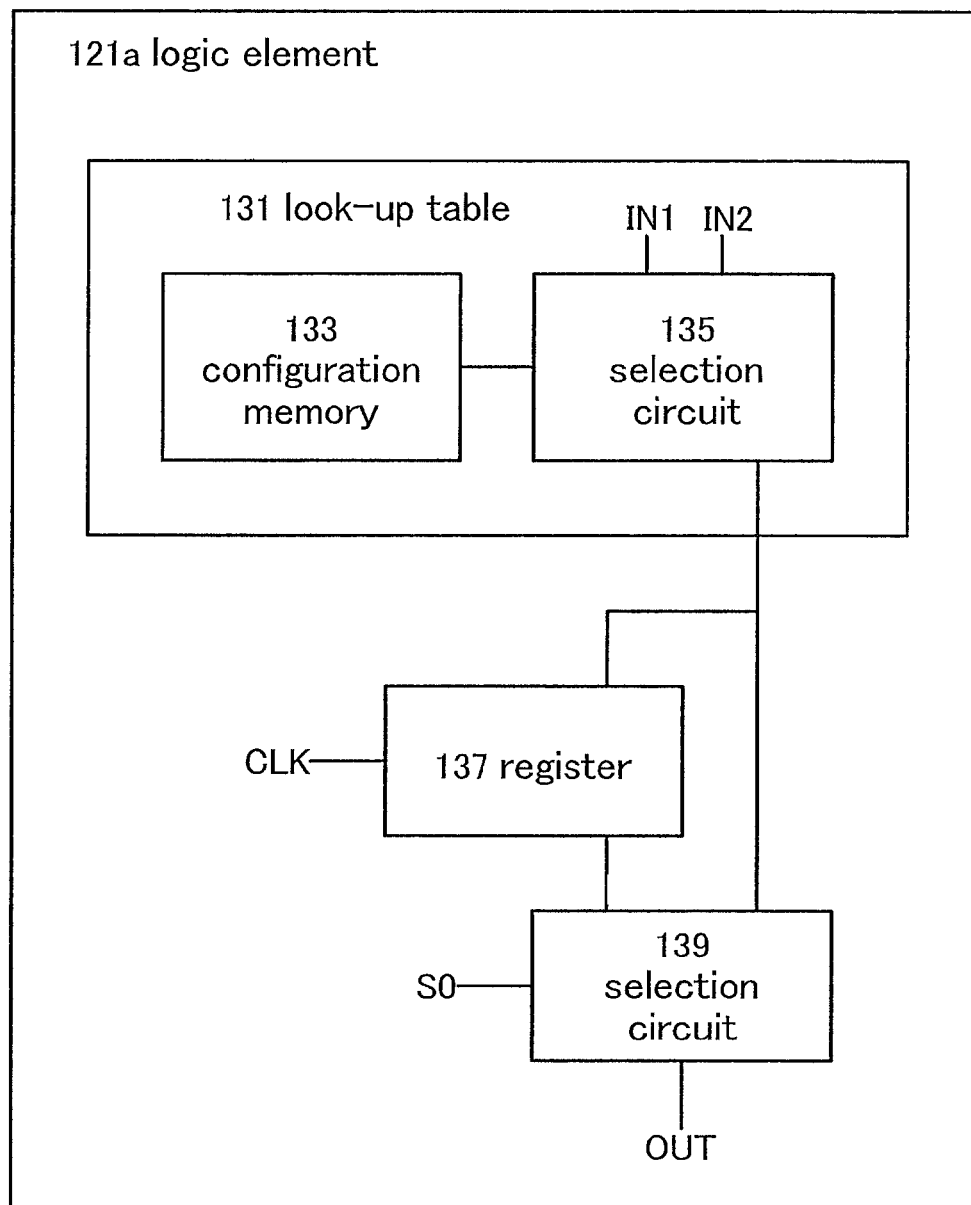 121a logic element
131 look-up table
IN1 IN2
133
configuration
memory
135
selection
circuit
CLK
137 register
139
selection
circuit
S0
OUT